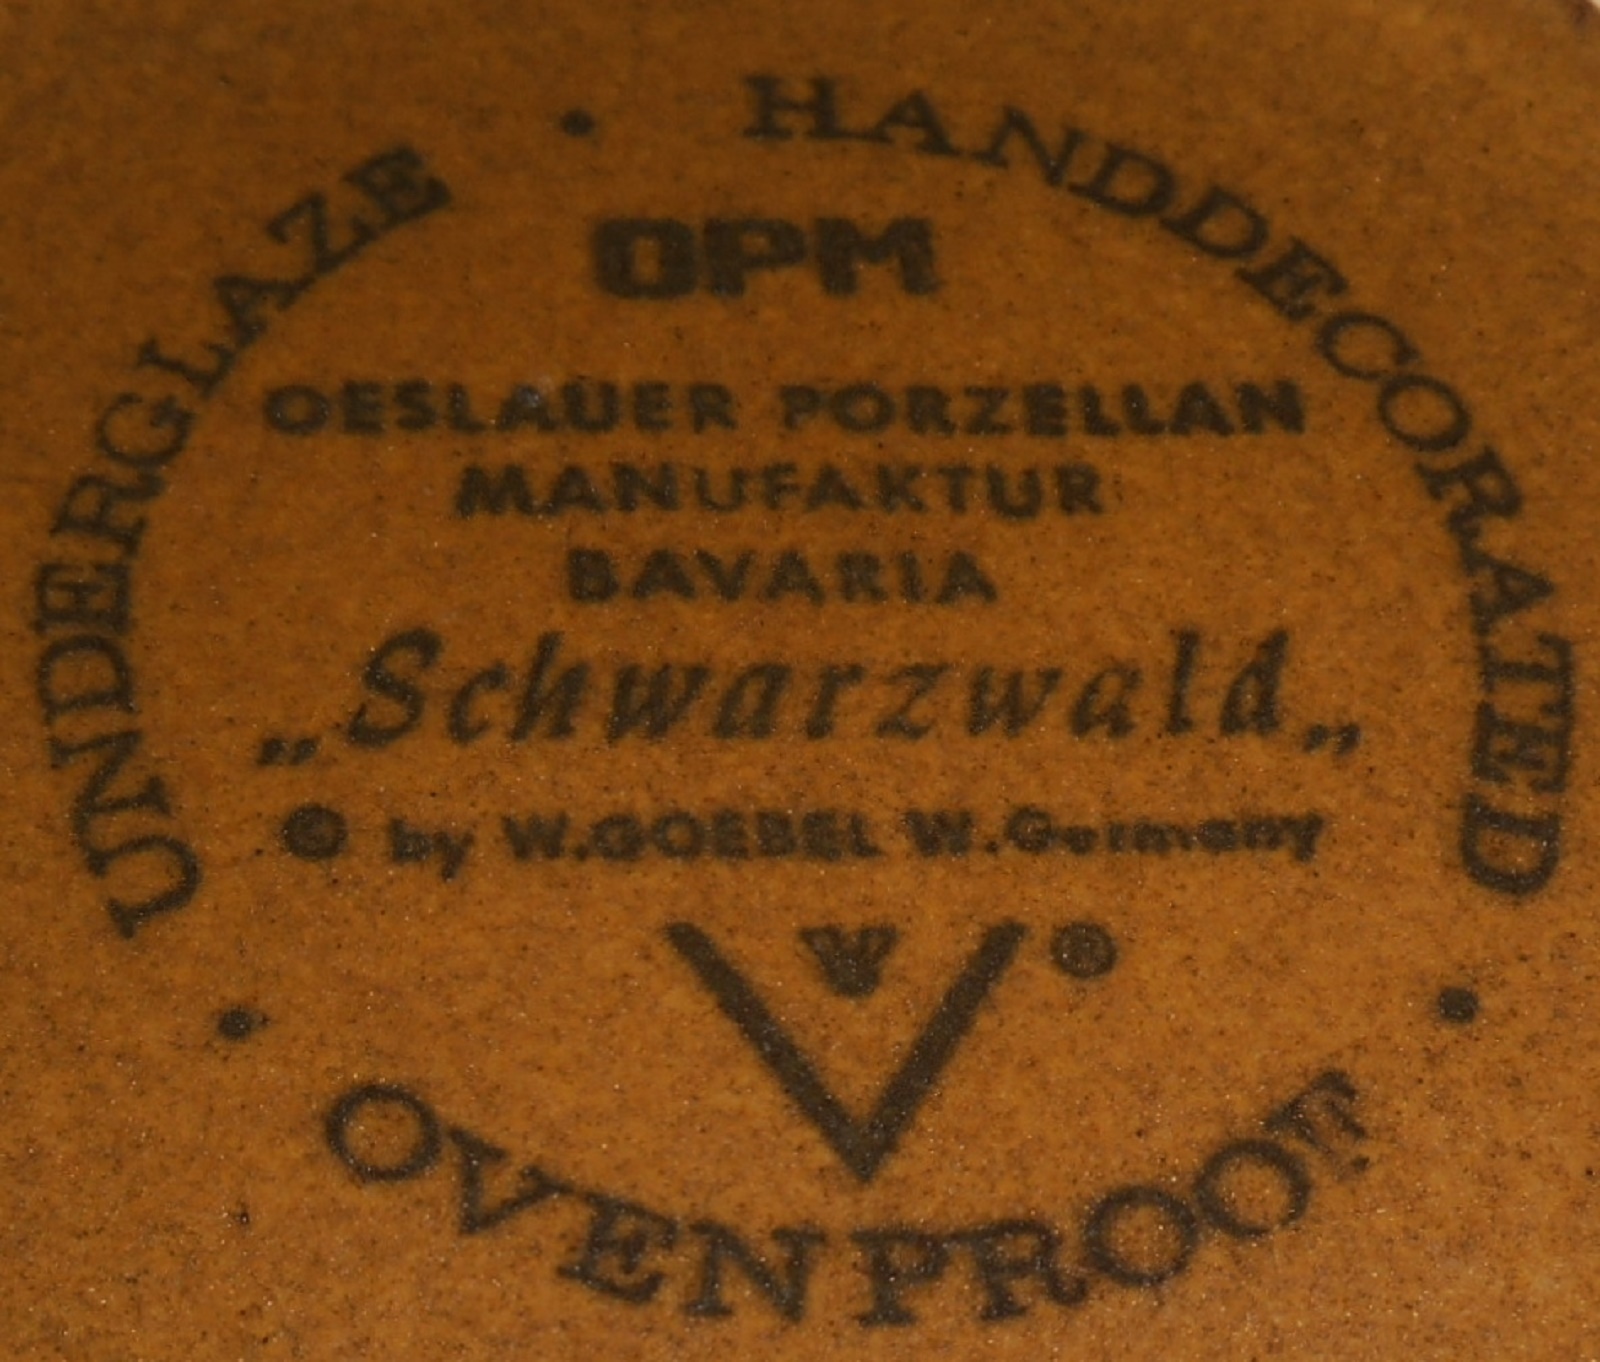 UNDERGLAZE • HANDDECORATED • OVENPROOF •
OPM
OESLAUER PORZELLAN
MANUFAKTUR
BAVARIA
„Schwarzwald„
© by W.GOEBEL W.Germany
W ®